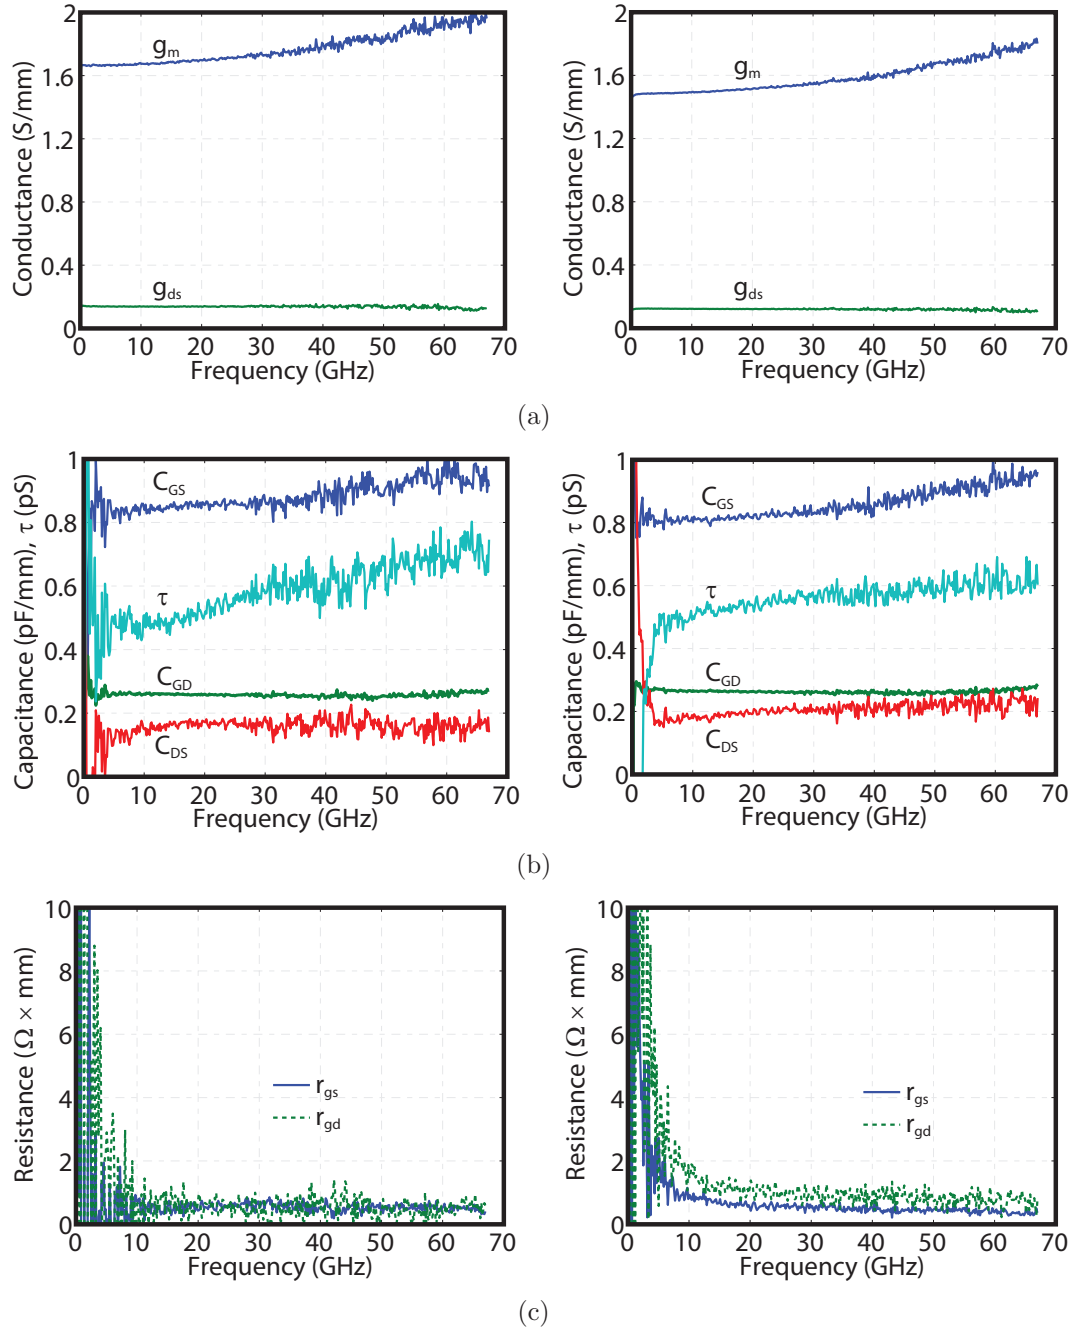 2
1.6
1.2
0.8
0.4
0
Conductance (S/mm)
gm
gds
0 10 20 30 40 50 60 70
Frequency (GHz)
2
1.6
1.2
0.8
0.4
0
Conductance (S/mm)
gm
gds
0 10 20 30 40 50 60 70
Frequency (GHz)
(a)
1
0.8
0.6
0.4
0.2
0
Capacitance (pF/mm), τ (pS)
CGS
τ
CGD
CDS
0 10 20 30 40 50 60 70
Frequency (GHz)
1
0.8
0.6
0.4
0.2
0
Capacitance (pF/mm), τ (pS)
CGS
τ
CGD
CDS
0 10 20 30 40 50 60 70
Frequency (GHz)
(b)
10
8
6
4
2
0
Resistance (Ω × mm)
rgs
rgd
0 10 20 30 40 50 60 70
Frequency (GHz)
10
8
6
4
2
0
Resistance (Ω × mm)
rgs
rgd
0 10 20 30 40 50 60 70
Frequency (GHz)
(c)